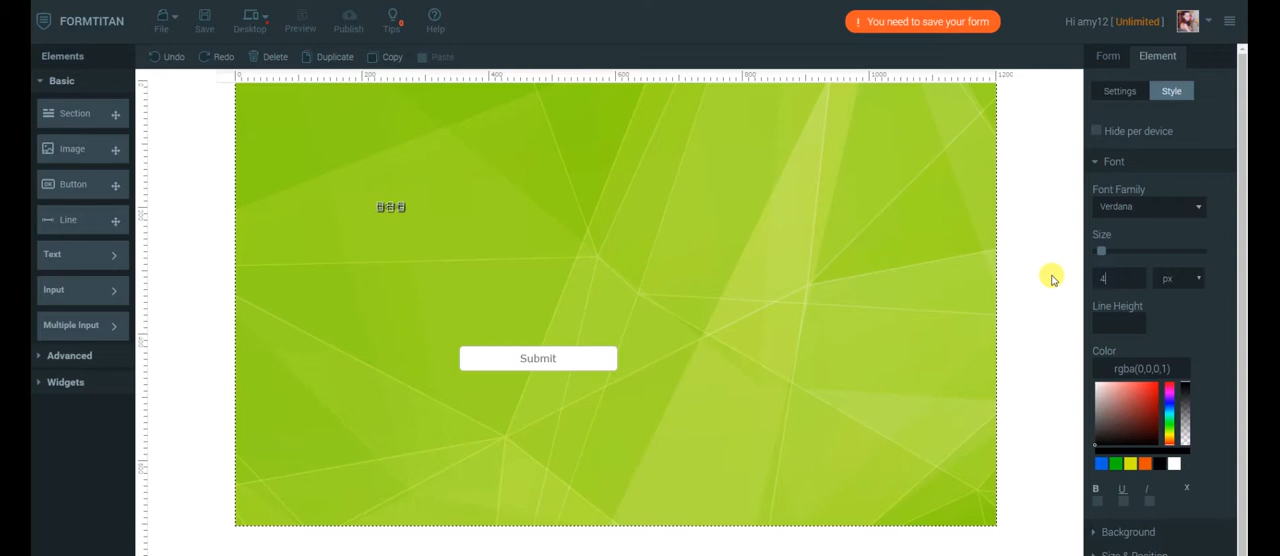 FORMTITAN
File
Save
Desktop
Preview
Publish
Tips
8
Help
! You need to save your form
Hi amy12 [ Unlimited ]
Elements
Undo
Redo
Delete
Duplicate
Copy
Paste
Form
Element
Basic
0
200
400
600
800
1000
1200
Settings
Style
Section
Image
Button
Line
Text
Input
Multiple Input
Advanced
Widgets
Submit
Hide per device
Font
Font Family
Verdana
Size
4
px
Line Height
Color
rgba(0,0,0,1)
B
U
I
x
Background